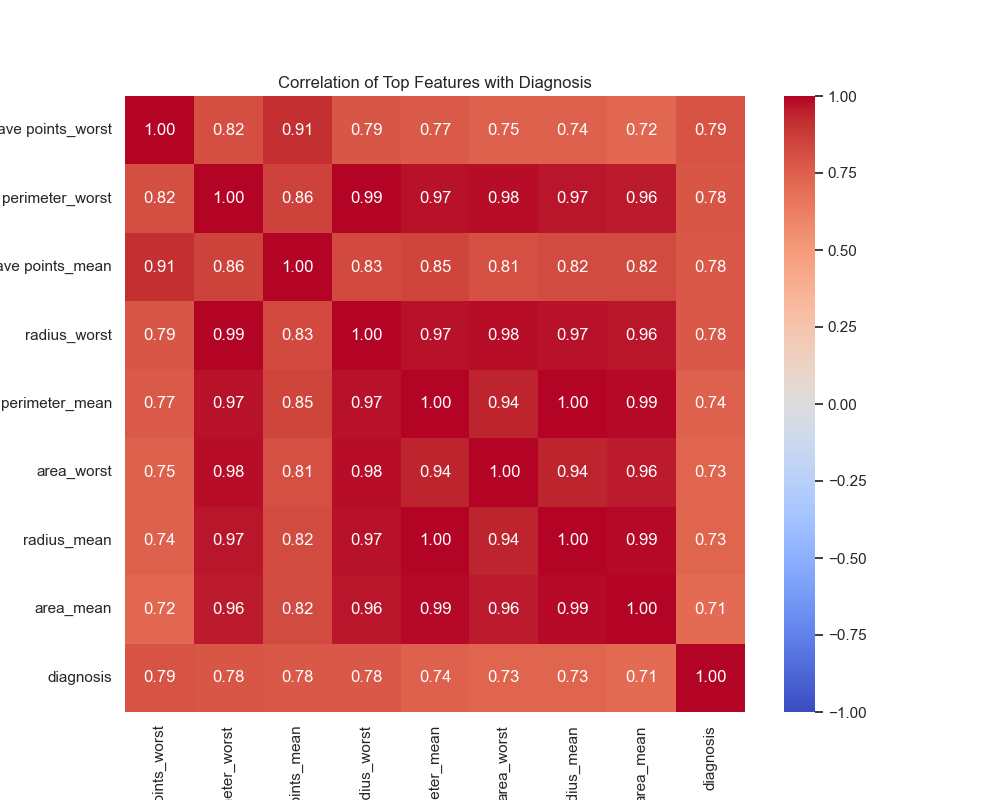 Correlation of Top Features with Diagnosis
ave points_worst 1.00 0.82 0.91 0.79 0.77 0.75 0.74 0.72 0.79
perimeter_worst 0.82 1.00 0.86 0.99 0.97 0.98 0.97 0.96 0.78
ave points_mean 0.91 0.86 1.00 0.83 0.85 0.81 0.82 0.82 0.78
radius_worst 0.79 0.99 0.83 1.00 0.97 0.98 0.97 0.96 0.78
perimeter_mean 0.77 0.97 0.85 0.97 1.00 0.94 1.00 0.99 0.74
area_worst 0.75 0.98 0.81 0.98 0.94 1.00 0.94 0.96 0.73
radius_mean 0.74 0.97 0.82 0.97 1.00 0.94 1.00 0.99 0.73
area_mean 0.72 0.96 0.82 0.96 0.99 0.96 0.99 1.00 0.71
diagnosis 0.79 0.78 0.78 0.78 0.74 0.73 0.73 0.71 1.00
oints_worst
neter_worst
oints_mean
dius_worst
eter_mean
area_worst
dius_mean
area_mean
diagnosis
1.00
0.75
0.50
0.25
0.00
−0.25
−0.50
−0.75
−1.00